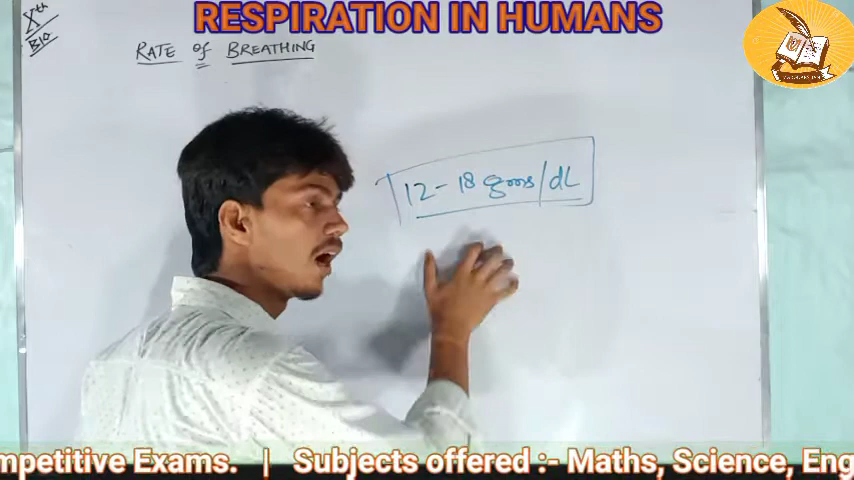 RESPIRATION IN HUMANS
Xth
BIO
RATE of BREATHING
12-18 gms/dL
mpetitive Exams. | Subjects offered :- Maths, Science, Eng